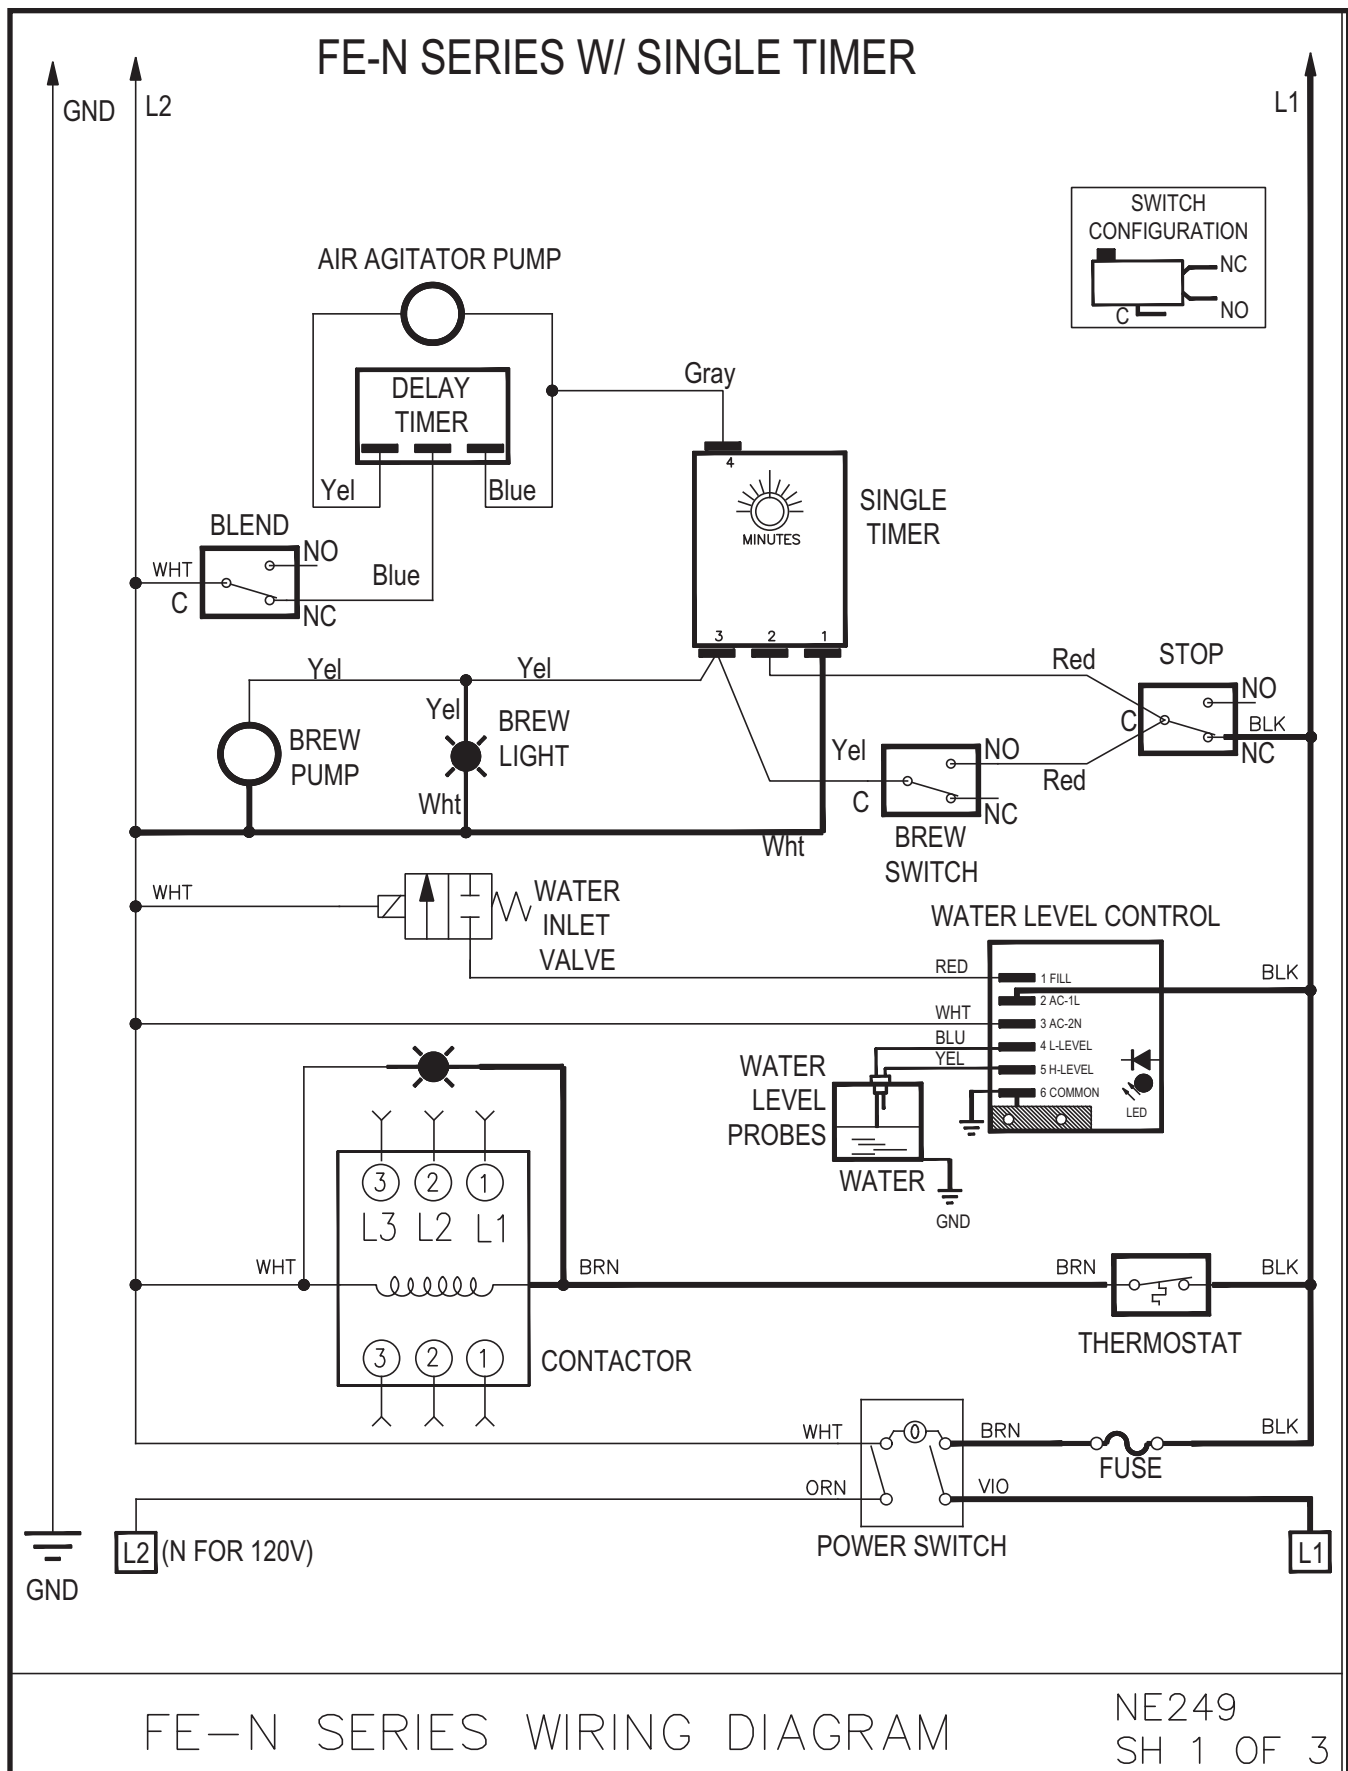 FE-N SERIES W/ SINGLE TIMER
GND
L2
L1
SWITCH
CONFIGURATION
NC
C
NO
AIR AGITATOR PUMP
DELAY
TIMER
Gray
4
MINUTES
SINGLE
TIMER
Yel
Blue
BLEND
NO
WHT
C
NC
Blue
3 2 1
Yel
Yel
Red
STOP
NO
C
BLK
NC
Yel
BREW
LIGHT
BREW
PUMP
Wht
Yel
NO
C
NC
Red
BREW
SWITCH
Wht
WHT
WATER
INLET
VALVE
WATER LEVEL CONTROL
RED
1 FILL
BLK
2 AC-1L
WHT
3 AC-2N
BLU
4 L-LEVEL
YEL
5 H-LEVEL
6 COMMON
LED
WATER
LEVEL
PROBES
WATER
GND
3 2 1
L3 L2 L1
WHT
BRN
BRN
BLK
THERMOSTAT
3 2 1
CONTACTOR
WHT
BRN
BLK
FUSE
ORN
VIO
POWER SWITCH
L2 (N FOR 120V)
L1
GND
FE-N SERIES WIRING DIAGRAM
NE249
SH 1 OF 3